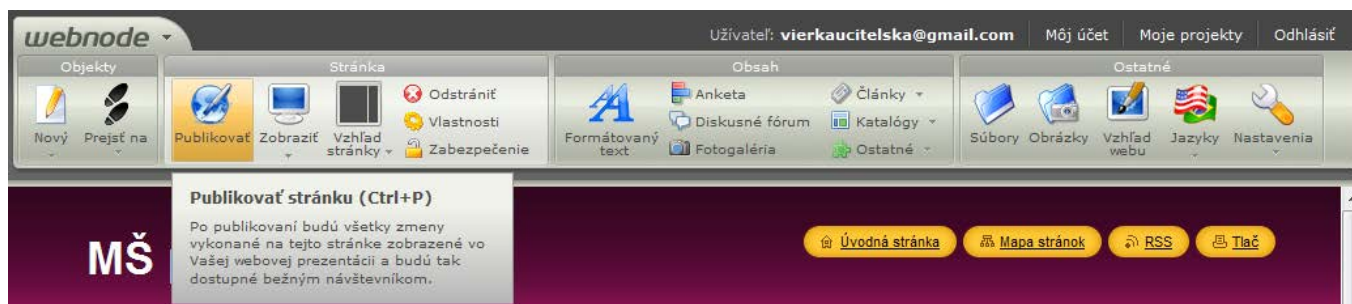 webnode
Užívateľ: vierkaucitelska@gmail.com
Môj účet
Moje projekty
Odhlásiť
Objekty
Stránka
Obsah
Ostatné
Nový
Prejsť na
Publikovať
Zobraziť
Vzhľad
stránky
Odstrániť
Vlastnosti
Zabezpečenie
Formátovaný
text
Anketa
Diskusné fórum
Fotogaléria
Články
Katalógy
Ostatné
Súbory
Obrázky
Vzhľad
webu
Jazyky
Nastavenia
Publikovať stránku (Ctrl+P)
Po publikovaní budú všetky zmeny
vykonané na tejto stránke zobrazené vo
Vašej webovej prezentácii a budú tak
dostupné bežným návštevníkom.
MŠ
Úvodná stránka
Mapa stránok
RSS
Tlač